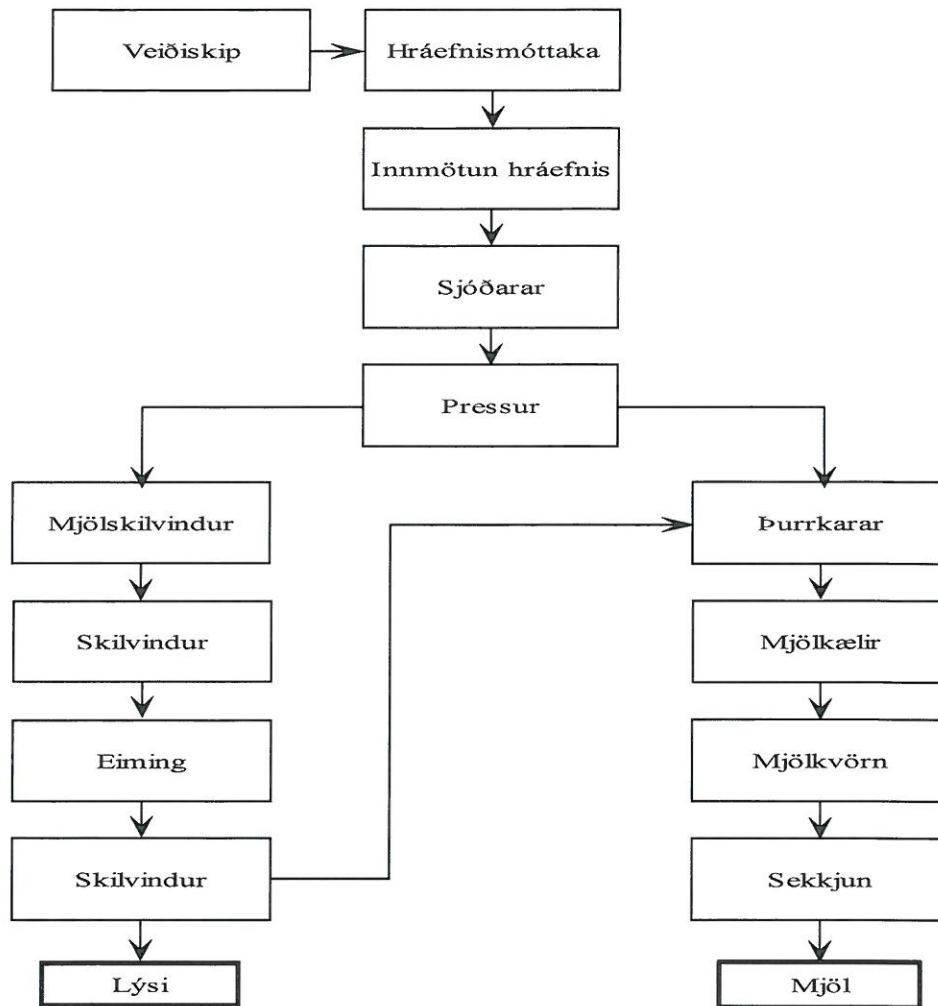 Veiðiskip
Hráefnismóttaka
Innmötun hráefnis
Sjóðarar
Pressur
Mjölskilvindur
Skilvindur
Eiming
Skilvindur
Lýsi
Þurrkarar
Mjölkælir
Mjölkvörn
Sekkjun
Mjöl